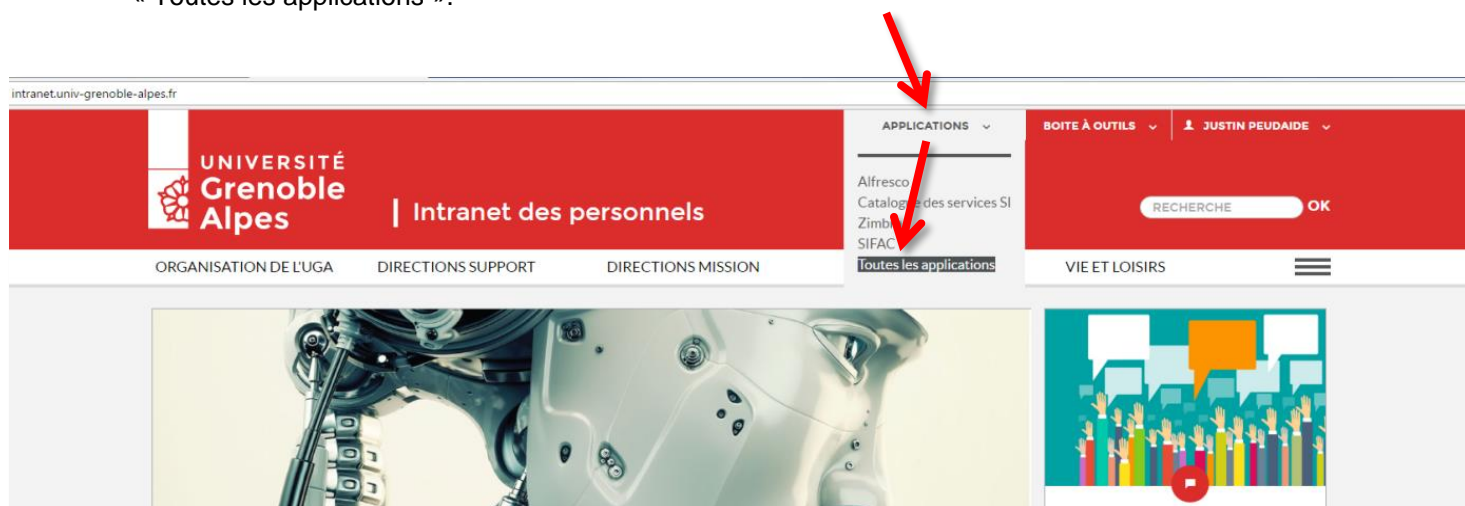 « Toutes les applications ».
intranet.univ-grenoble-alpes.fr
APPLICATIONS
BOITE À OUTILS
JUSTIN PEUDAIDE
UNIVERSITÉ
Grenoble
Alpes
Intranet des personnels
Alfresco
Catalogue des services SI
SIFAC
Toutes les applications
RECHERCHE
OK
ORGANISATION DE L'UGA
DIRECTIONS SUPPORT
DIRECTIONS MISSION
VIE ET LOISIRS